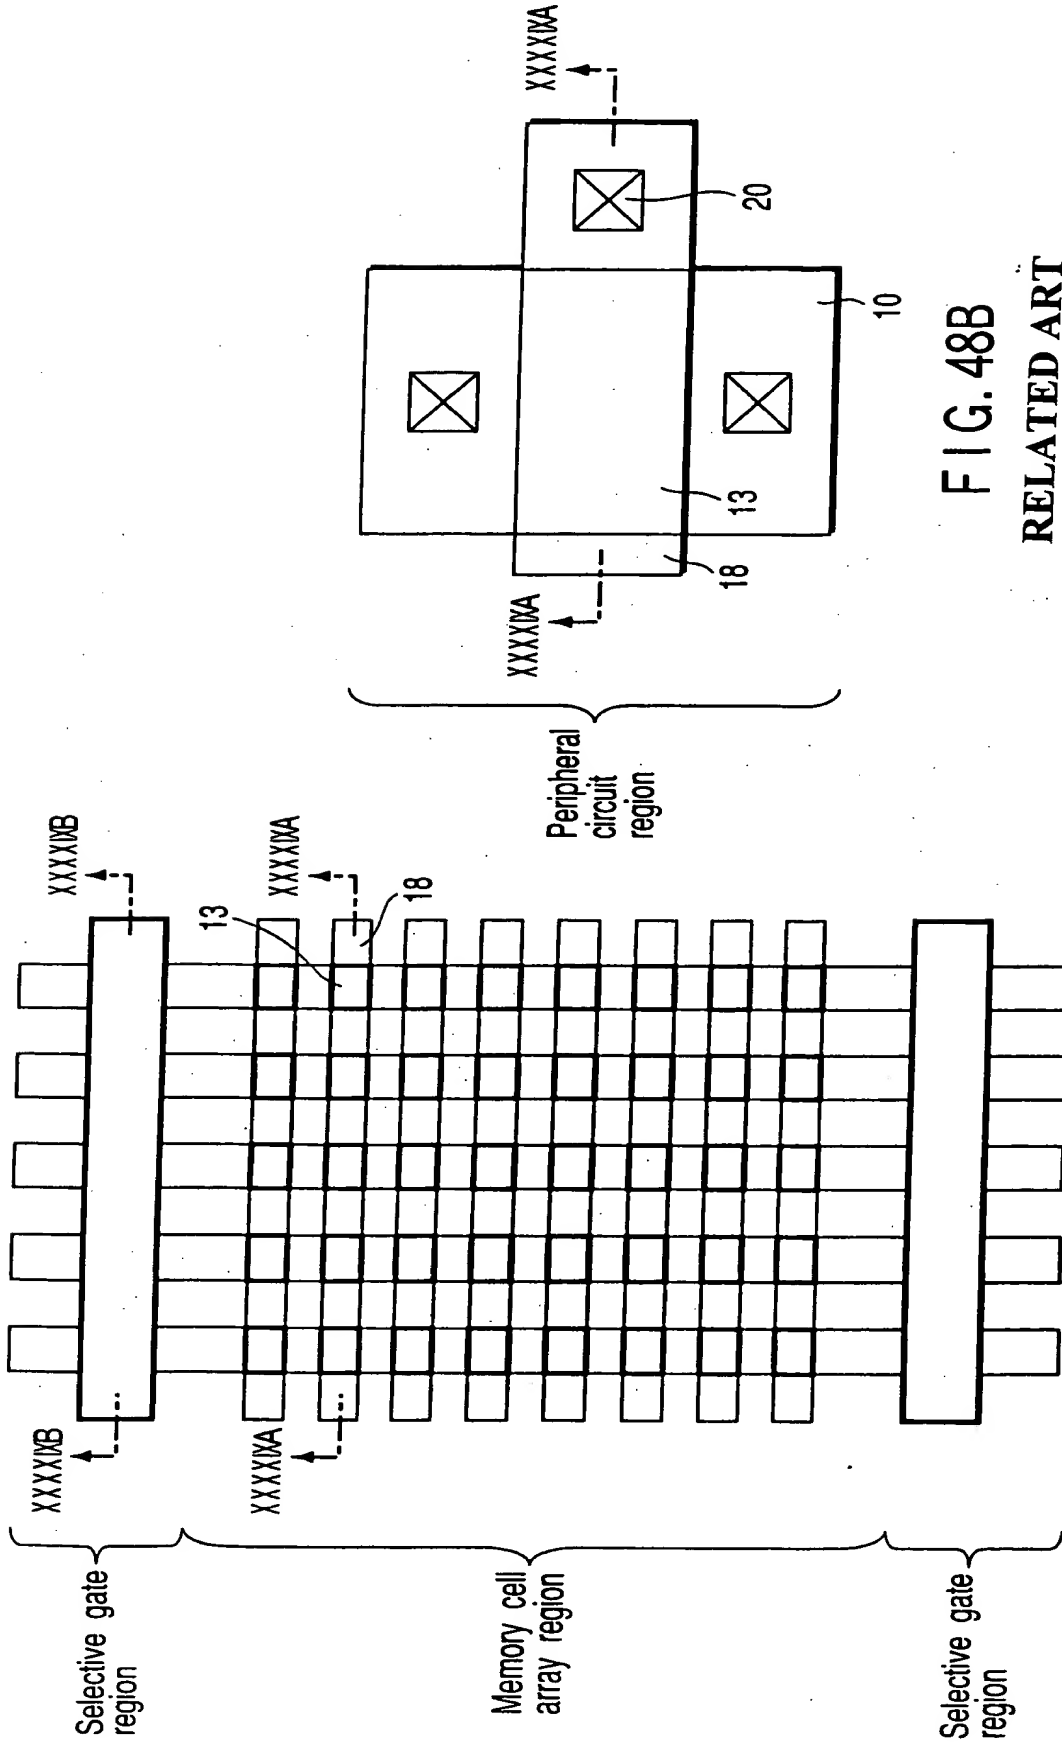 Selective gate
region
Memory cell
array region
Selective gate
region
XXXXIXB
XXXXIXB
XXXXIXA
XXXXIXA
13
18
Peripheral
circuit
region
XXXXIXA
XXXXIXA
18
13
10
20
FIG. 48B
RELATED ART